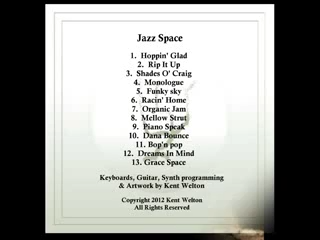 Jazz Space
1. Hoppin' Glad
2. Rip It Up
3. Shades O' Craig
4. Monologue
5. Funky sky
6. Racin' Home
7. Organic Jam
8. Mellow Strut
9. Piano Speak
10. Dana Bounce
11. Bop'n pop
12. Dreams In Mind
13. Grace Space
Keyboards, Guitar, Synth programming
& Artwork by Kent Welton
Copyright 2012 Kent Welton
All Rights Reserved